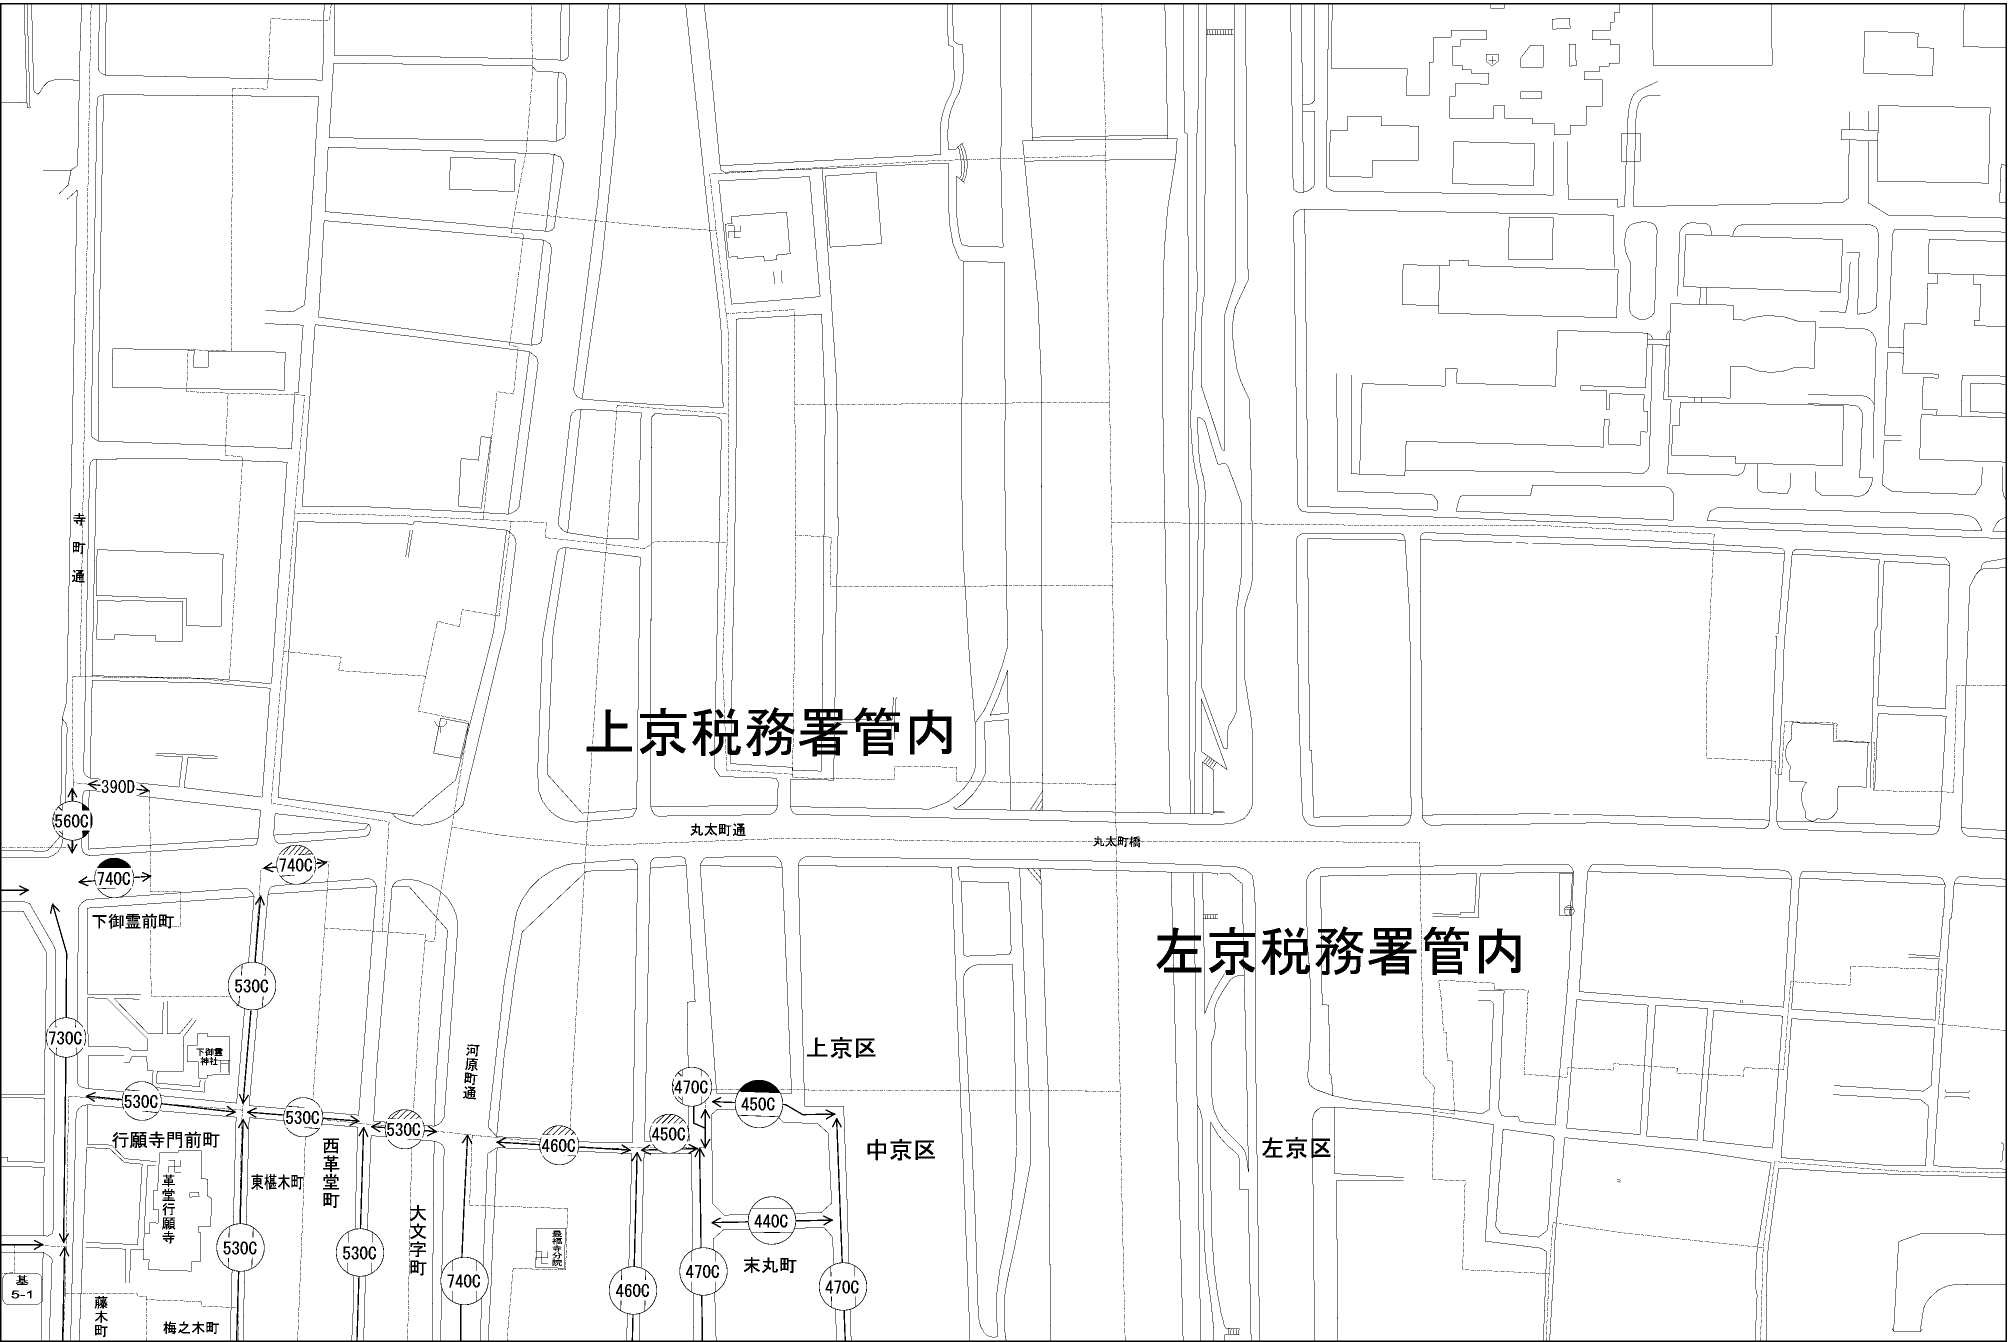 寺町通
上京税務署管内
390D
560C
丸太町通
丸太町橋
740C
740C
下御霊前町
左京税務署管内
530C
730C
河原町通
上京区
下御霊
神社
470C
450C
530C
530C
530C
460C
450C
行願寺門前町
西革堂町
中京区
左京区
東椹木町
革堂行願寺
大文字町
440C
530C
530C
最福寺分院
末丸町
740C
460C
470C
470C
基
5-1
藤木町
梅之木町